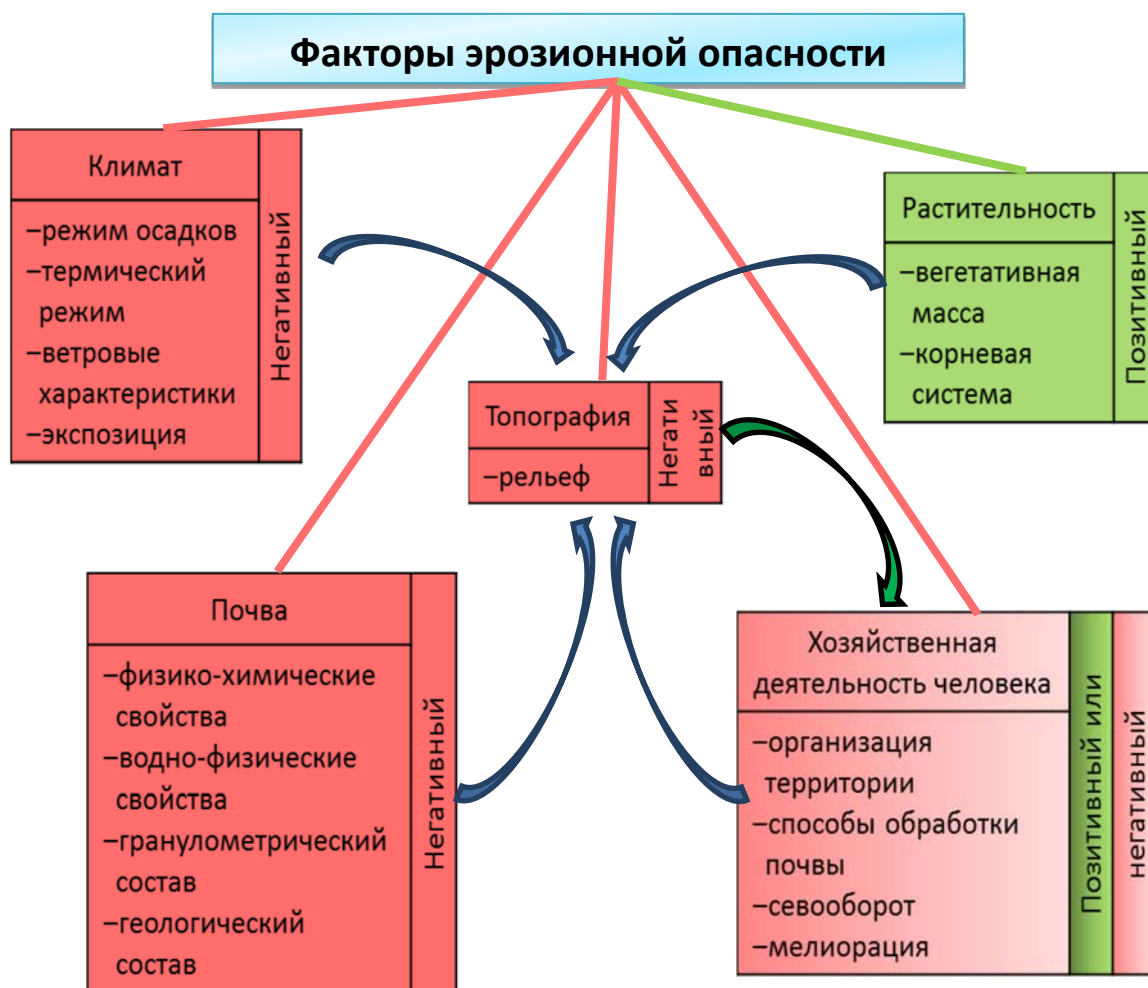 Факторы эрозионной опасности
Климат
–режим осадков
–термический
режим
–ветровые
характеристики
–экспозиция
Негативный
Растительность
–вегетативная
масса
–корневая
система
Позитивный
Топография
–рельеф
Негати
вный
Почва
–физико-химические
свойства
–водно-физические
свойства
–гранулометрический
состав
–геологический
состав
Негативный
Хозяйственная
деятельность человека
–организация
территории
–способы обработки
почвы
–севооборот
–мелиорация
Позитивный или
негативный